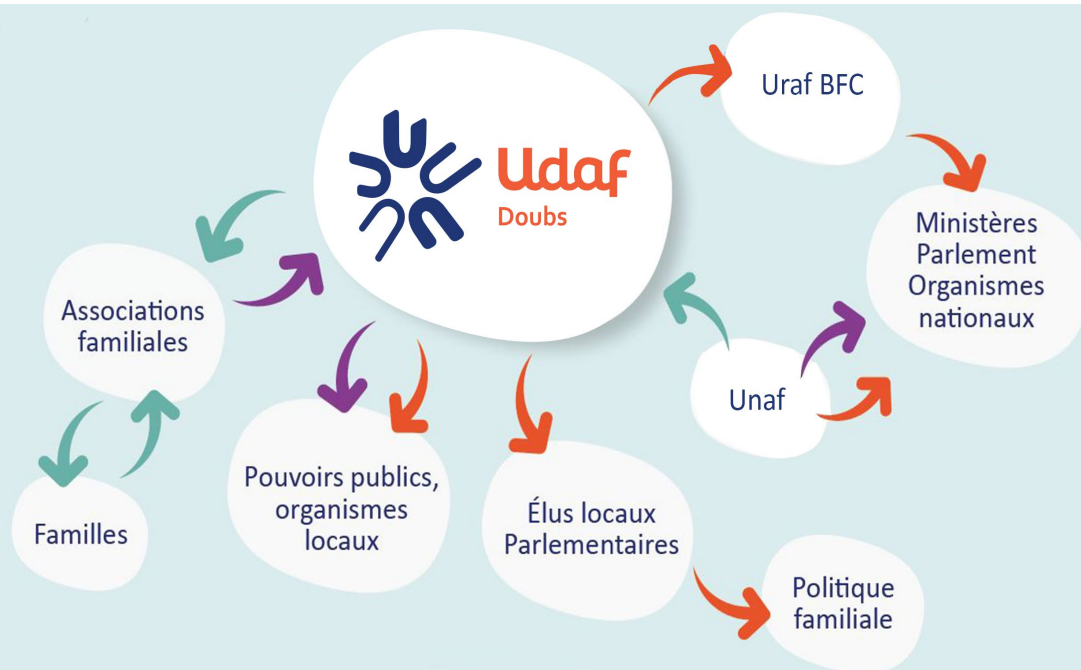 Uraf BFC
Udaf
Doubs
Ministères
Parlement
Organismes
nationaux
Associations
familiales
Unaf
Pouvoirs publics,
organismes
locaux
Élus locaux
Parlementaires
Familles
Politique
familiale